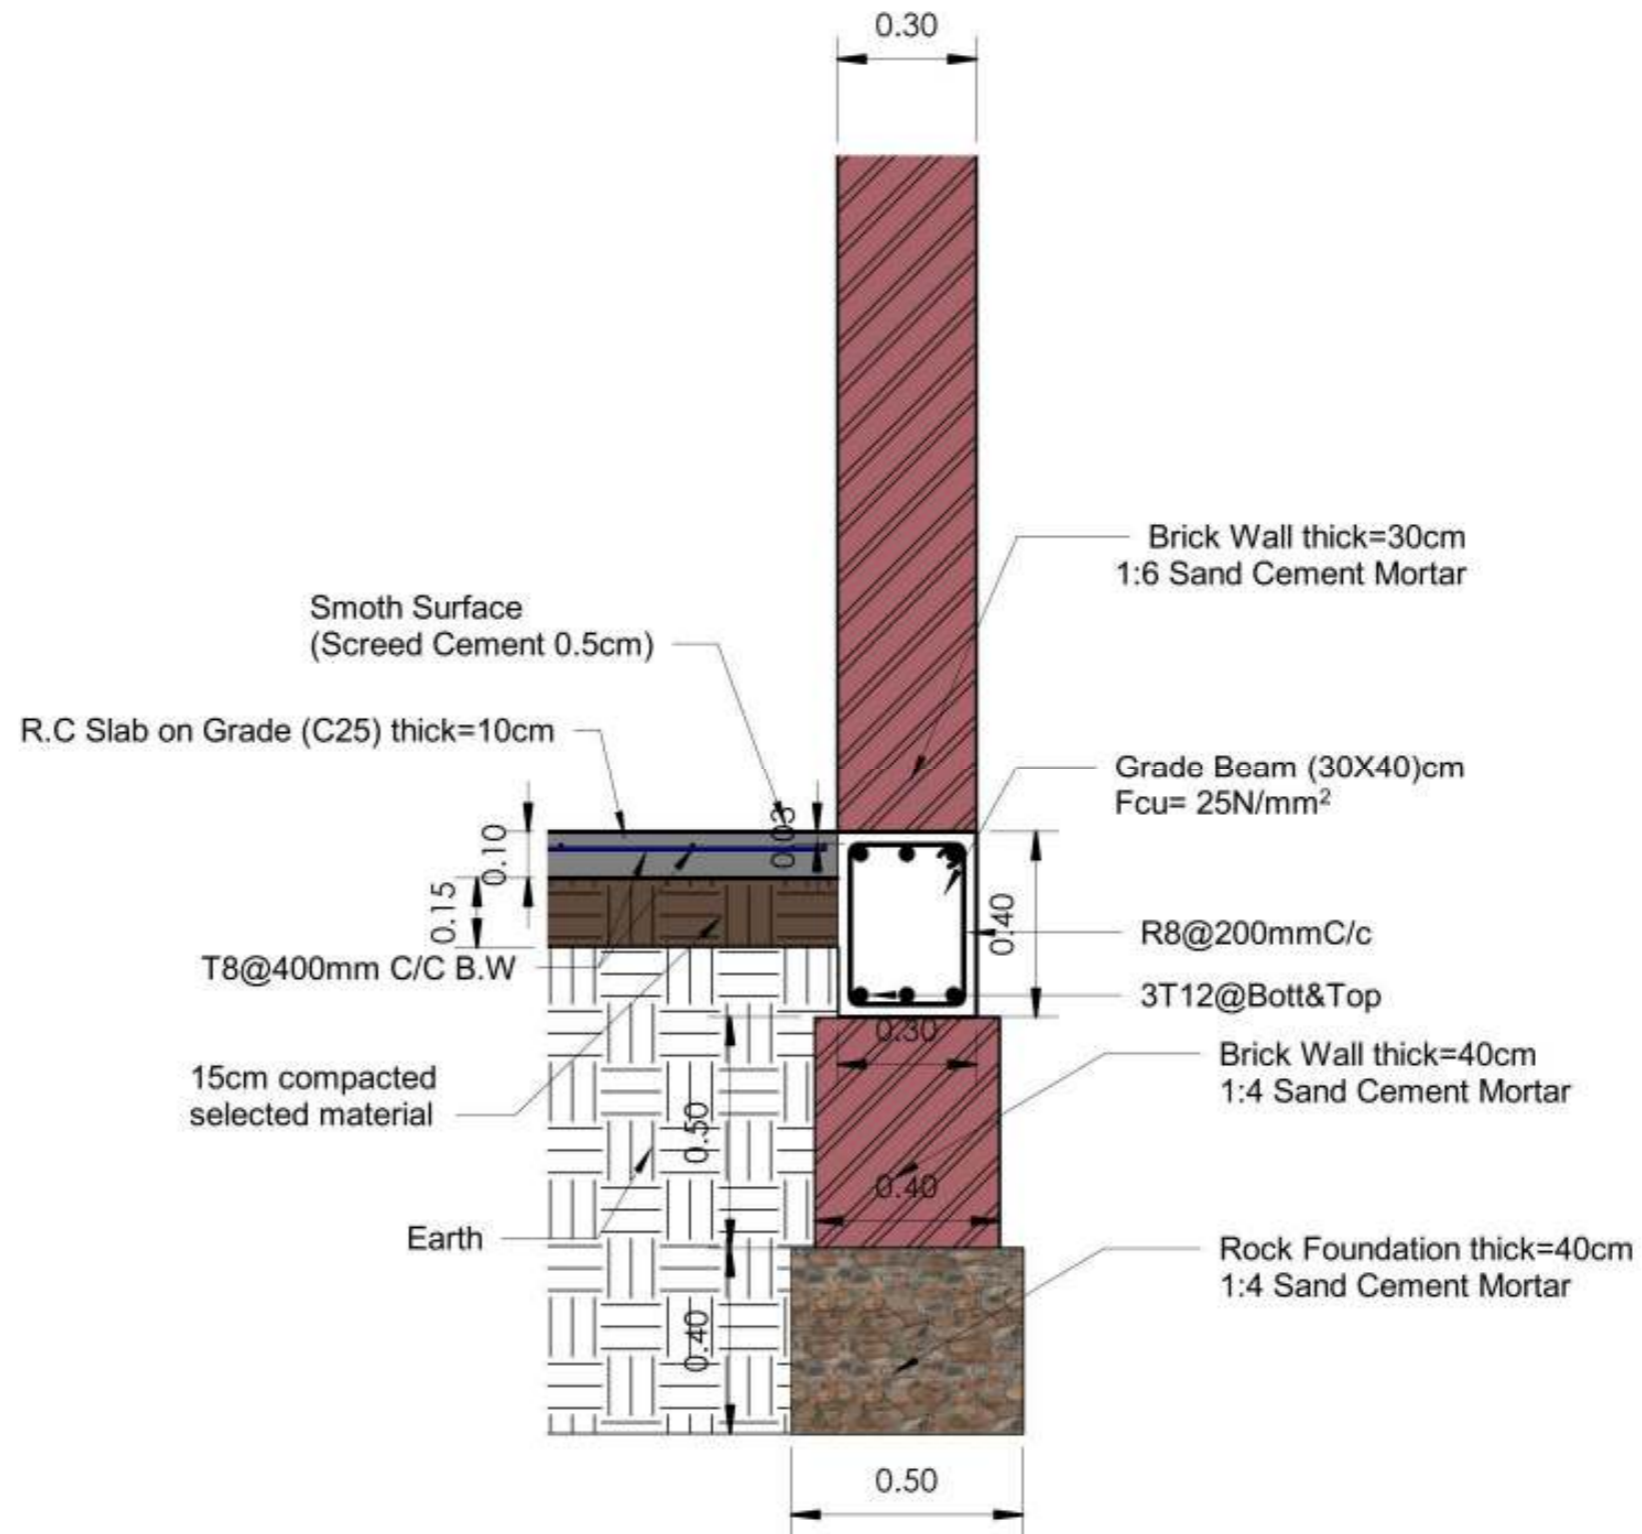 0.30
Brick Wall thick=30cm
1:6 Sand Cement Mortar
Smoth Surface
(Screed Cement 0.5cm)
R.C Slab on Grade (C25) thick=10cm
Grade Beam (30X40)cm
Fcu= 25N/mm²
0.03
0.10
0.15
0.40
R8@200mmC/c
T8@400mm C/C B.W
3T12@Bott&Top
0.30
Brick Wall thick=40cm
1:4 Sand Cement Mortar
15cm compacted
selected material
0.50
0.40
Earth
Rock Foundation thick=40cm
1:4 Sand Cement Mortar
0.40
0.50